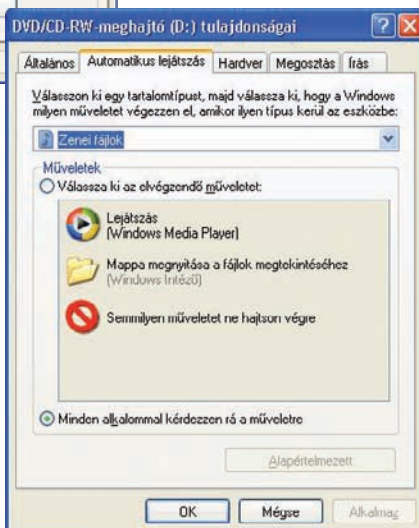 DVD/CD-RW-meghajtó (D:) tulajdonságai
Általános Automatikus lejátszás Hardver Megosztás Írás
Válasszon ki egy tartalomtípust, majd válassza ki, hogy a Windows
milyen műveletet végezzen el, amikor ilyen típus kerül az eszközbe:
Zenei fájlok
Műveletek
Válassza ki az elvégzendő műveletet:
Lejátszás
(Windows Media Player)
Mappa megnyitása a fájlok megtekintéséhez
(Windows Intéző)
Semmilyen műveletet ne hajtson végre
Minden alkalommal kérdezzen rá a műveletre
Alapértelmezett
OK Mégse Alkalmaz